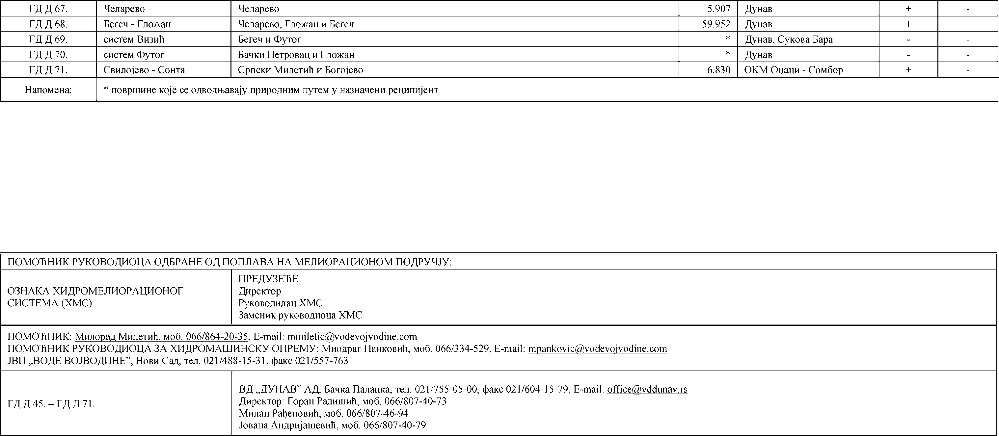 ГД Д 67. Челарево Челарево 5.907 Дунав + -
ГД Д 68. Бегеч - Гложан Челарево, Гложан и Бегеч 59.952 Дунав + +
ГД Д 69. систем Визић Бегеч и Футог * Дунав, Сукова Бара - -
ГД Д 70. систем Футог Бачки Петровац и Гложан * Дунав - -
ГД Д 71. Свилојево - Сонта Српски Милетић и Богојево 6.830 ОКМ Оџаци - Сомбор + -
Напомена: * површине које се одводњавају природним путем у назначени реципијент
ПОМОЋНИК РУКОВОДИОЦА ОДБРАНЕ ОД ПОПЛАВА НА МЕЛИОРАЦИОНОМ ПОДРУЧЈУ:
ОЗНАКА ХИДРОМЕЛИОРАЦИОНОГ
СИСТЕМА (ХМС)
ПРЕДУЗЕЋЕ
Директор
Руководилац ХМС
Заменик руководиоца ХМС
ПОМОЋНИК: Милорад Милетић, моб. 066/864-20-35, E-mail: mmiletic@vodevojvodine.com
ПОМОЋНИК РУКОВОДИОЦА ЗА ХИДРОМАШИНСКУ ОПРЕМУ: Миодраг Панковић, моб. 066/334-529, E-mail: mpankovic@vodevojvodine.com
ЈВП „ВОДЕ ВОЈВОДИНЕ”, Нови Сад, тел. 021/488-15-31, факс 021/557-763
ГД Д 45. – ГД Д 71.
ВД „ДУНАВ” АД, Бачка Паланка, тел. 021/755-05-00, факс 021/604-15-79, E-mail: office@vddunav.rs
Директор: Горан Радишић, моб. 066/807-40-73
Милан Рађеновић, моб. 066/807-46-94
Јована Андријашевић, моб. 066/807-40-79